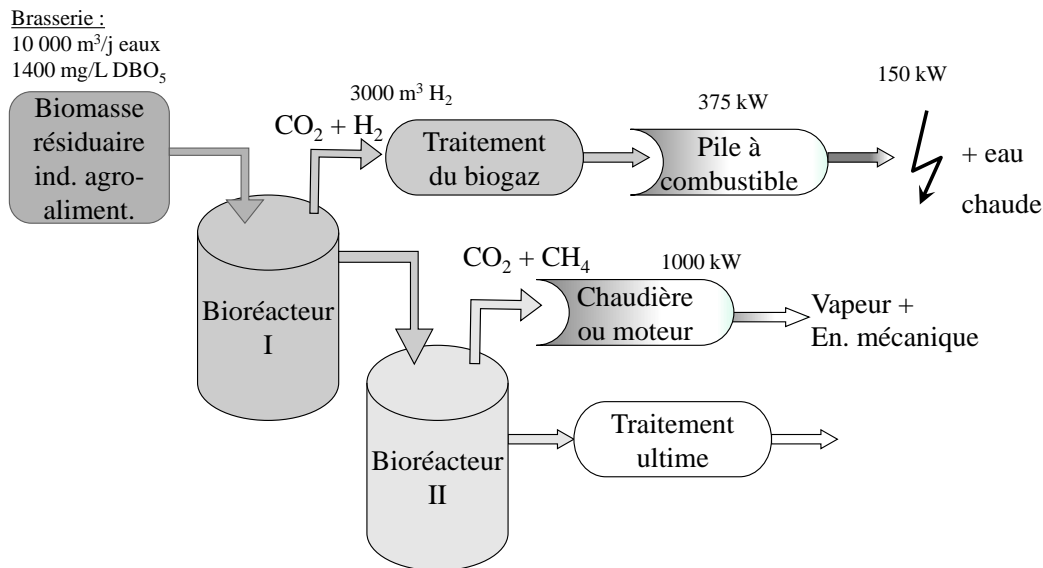 Brasserie :
10 000 m³/j eaux
1400 mg/L DBO₅
Biomasse
résiduaire
ind. agro-
aliment.
3000 m³ H₂
CO₂ + H₂
Traitement
du biogaz
375 kW
Pile à
combustible
150 kW
+ eau
chaude
Bioréacteur
I
CO₂ + CH₄
1000 kW
Chaudière
ou moteur
Vapeur +
En. mécanique
Bioréacteur
II
Traitement
ultime